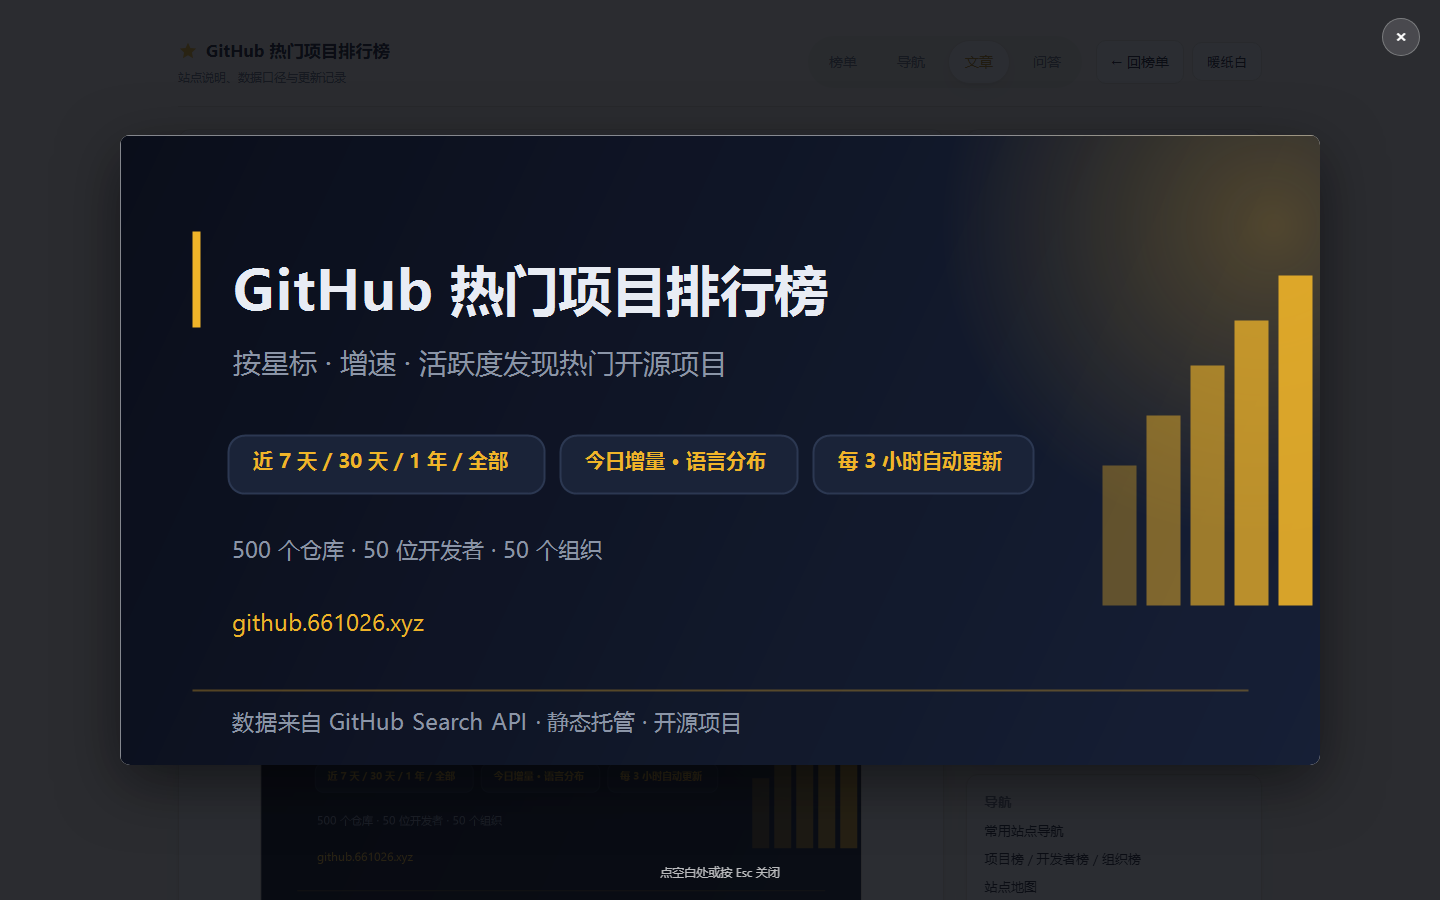 ★ GitHub 热门项目排行榜
站点说明、数据口径与更新记录
榜单 导航 文章 问答 ← 回榜单 暖纸白
×
GitHub 热门项目排行榜
按星标 · 增速 · 活跃度发现热门开源项目
近 7 天 / 30 天 / 1 年 / 全部
今日增量 • 语言分布
每 3 小时自动更新
500 个仓库 · 50 位开发者 · 50 个组织
github.661026.xyz
数据来自 GitHub Search API · 静态托管 · 开源项目
近 7 天 / 30 天 / 1 年 / 全部
今日增量 • 语言分布
每 3 小时自动更新
500 个仓库 · 50 位开发者 · 50 个组织
github.661026.xyz
点空白处或按 Esc 关闭
导航
常用站点导航
项目榜 / 开发者榜 / 组织榜
站点地图